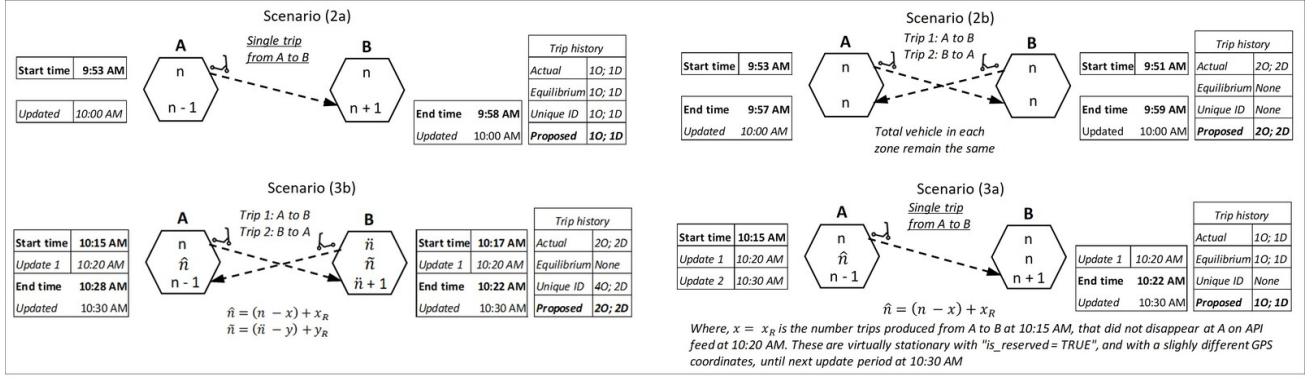 Scenario (2a)
A
B
Single trip
from A to B
Start time 9:53 AM
Updated 10:00 AM
n
n - 1
n
n + 1
End time 9:58 AM
Updated 10:00 AM
Trip history
Actual 1O; 1D
Equilibrium 1O; 1D
Unique ID 1O; 1D
Proposed 1O; 1D
Scenario (2b)
A
B
Trip 1: A to B
Trip 2: B to A
Start time 9:53 AM
End time 9:57 AM
Updated 10:00 AM
n
n
n
n
Total vehicle in each
zone remain the same
Start time 9:51 AM
End time 9:59 AM
Updated 10:00 AM
Trip history
Actual 2O; 2D
Equilibrium None
Unique ID None
Proposed 2O; 2D
Scenario (3b)
A
B
Trip 1: A to B
Trip 2: B to A
Start time 10:15 AM
Update 1 10:20 AM
End time 10:28 AM
Updated 10:30 AM
n
n̂
n - 1
n̈
ñ
n̈ + 1
n̂ = (n − x) + x_R
ñ = (n̈ − y) + y_R
Start time 10:17 AM
Update 1 10:20 AM
End time 10:22 AM
Updated 10:30 AM
Trip history
Actual 2O; 2D
Equilibrium None
Unique ID 4O; 2D
Proposed 2O; 2D
Scenario (3a)
A
B
Single trip
from A to B
Start time 10:15 AM
Update 1 10:20 AM
Update 2 10:30 AM
n
n̂
n - 1
n
n
n + 1
n̂ = (n − x) + x_R
Update 1 10:20 AM
End time 10:22 AM
Updated 10:30 AM
Trip history
Actual 1O; 1D
Equilibrium 1O; 1D
Unique ID None
Proposed 1O; 1D
Where, x = x_R is the number trips produced from A to B at 10:15 AM, that did not disappear at A on API
feed at 10:20 AM. These are virtually stationary with "is_reserved = TRUE", and with a slighly different GPS
coordinates, until next update period at 10:30 AM